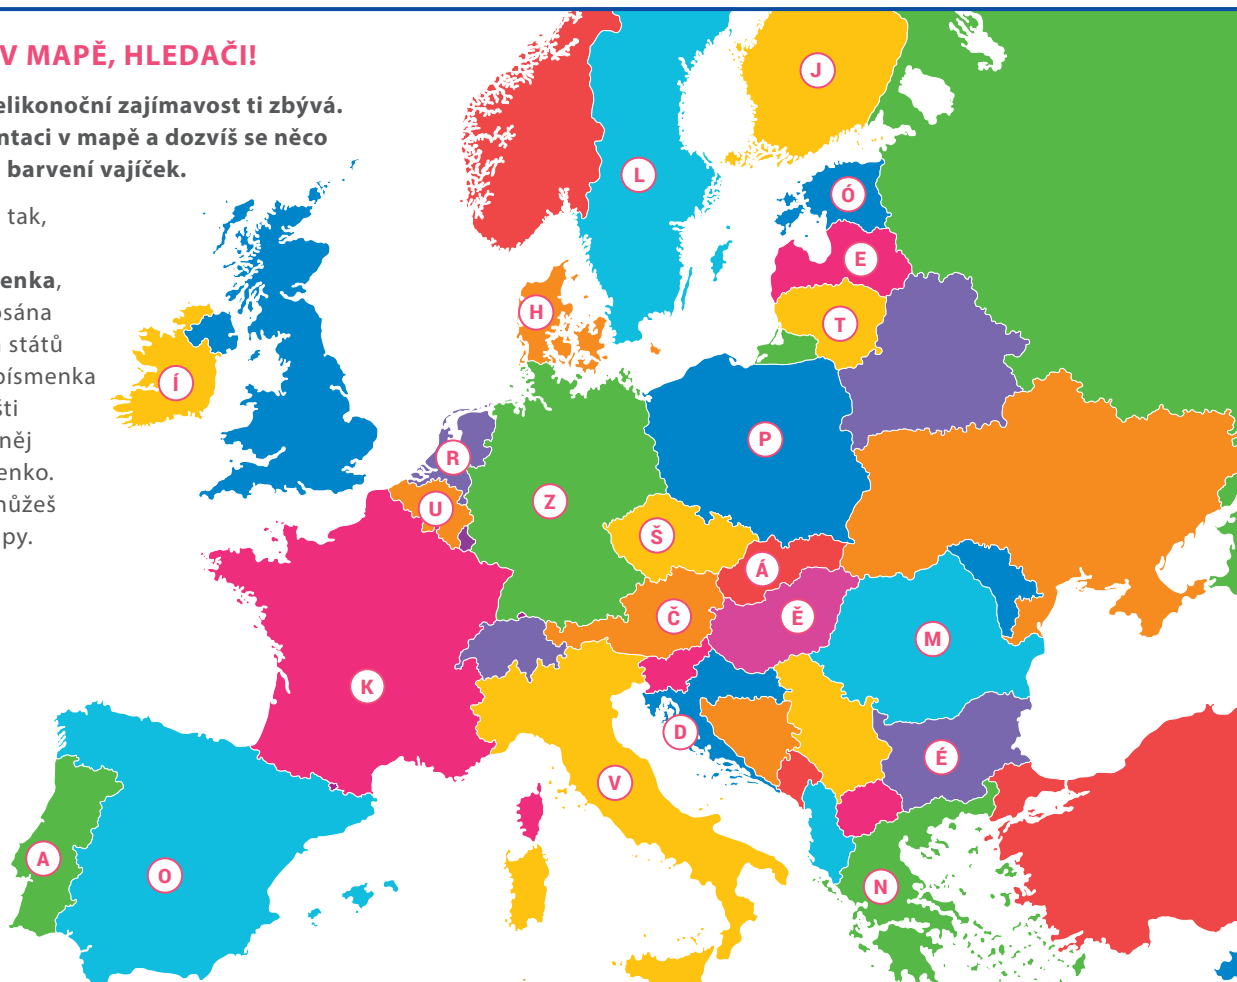 V MAPĚ, HLEDAČI!
elikonoční zajímavost ti zbývá.
ntaci v mapě a dozvíš se něco
barvení vajíček.
tak,
enka,
osána
států
písmenka
šti
něj
enko.
můžeš
py.
J
L
Ó
E
H
T
Í
P
R
Z
U
Š
Á
Č
Ě
M
K
D
É
V
A
O
N